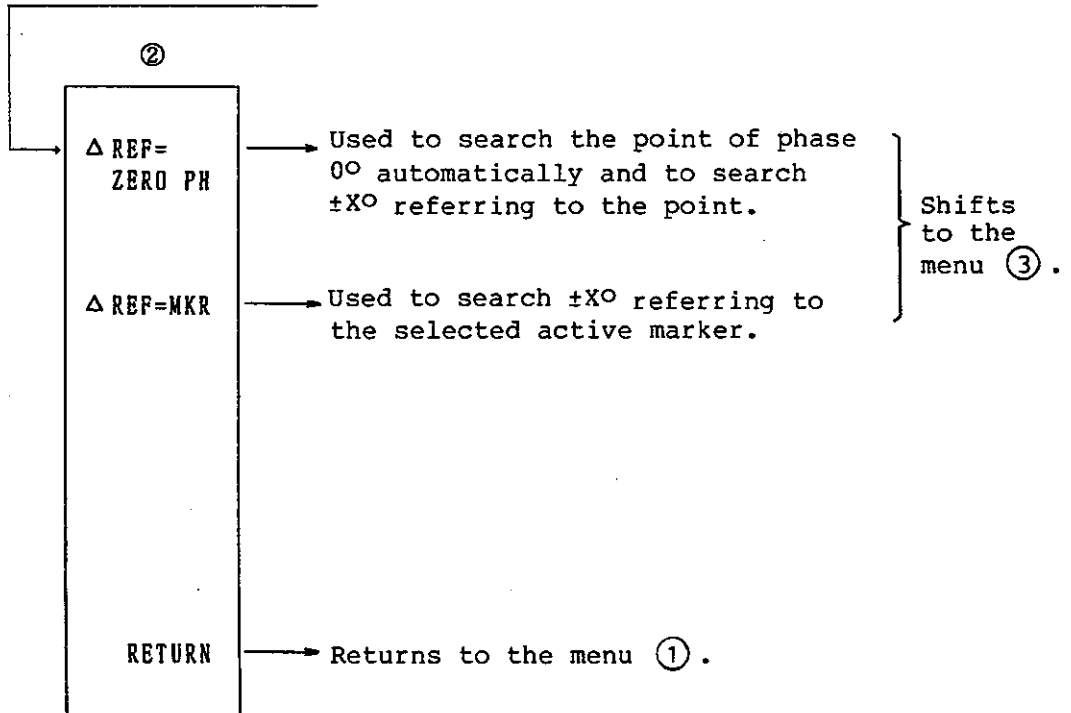 ②
Δ REF=
ZERO PH
Used to search the point of phase
0° automatically and to search
±X° referring to the point.
Shifts
to the
menu ③.
Δ REF=MKR
Used to search ±X° referring to
the selected active marker.
RETURN
Returns to the menu ①.